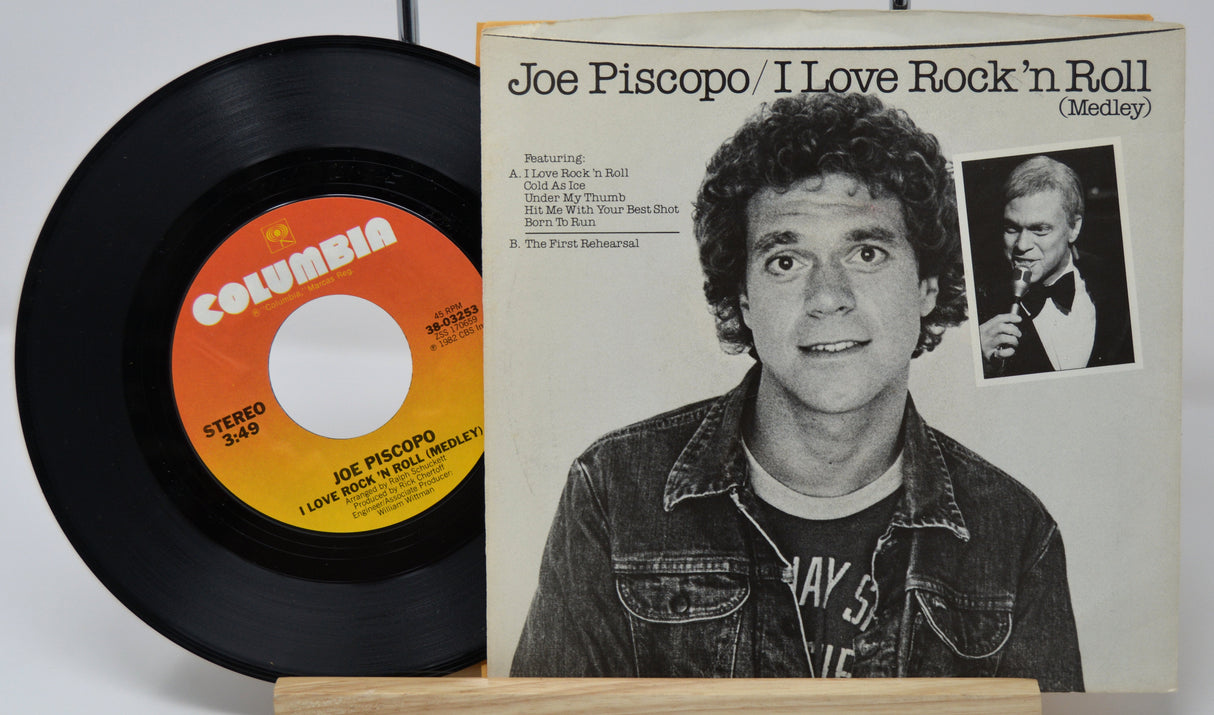 COLUMBIA
® "Columbia," Marcas Reg.
45 RPM
38-03253
ZSS 170659
℗ 1982 CBS In
STEREO
3:49
JOE PISCOPO
I LOVE ROCK 'N ROLL (MEDLEY)
Arranged by Ralph Schuckett
Produced by Rick Chertoff
Engineer/Associate Producer:
William Wittman
Joe Piscopo/I Love Rock 'n Roll
(Medley)
Featuring:
A. I Love Rock 'n Roll
Cold As Ice
Under My Thumb
Hit Me With Your Best Shot
Born To Run
B. The First Rehearsal